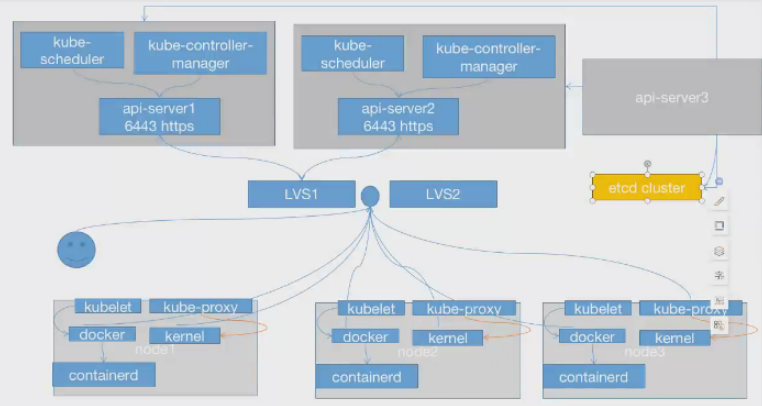 kube-
scheduler
kube-controller-
manager
api-server1
6443 https
kube-
scheduler
kube-controller-
manager
api-server2
6443 https
api-server3
LVS1
LVS2
etcd cluster
kubelet
kube-proxy
docker
kernel
node1
containerd
kubelet
kube-proxy
docker
kernel
node2
containerd
kubelet
kube-proxy
docker
kernel
node3
containerd